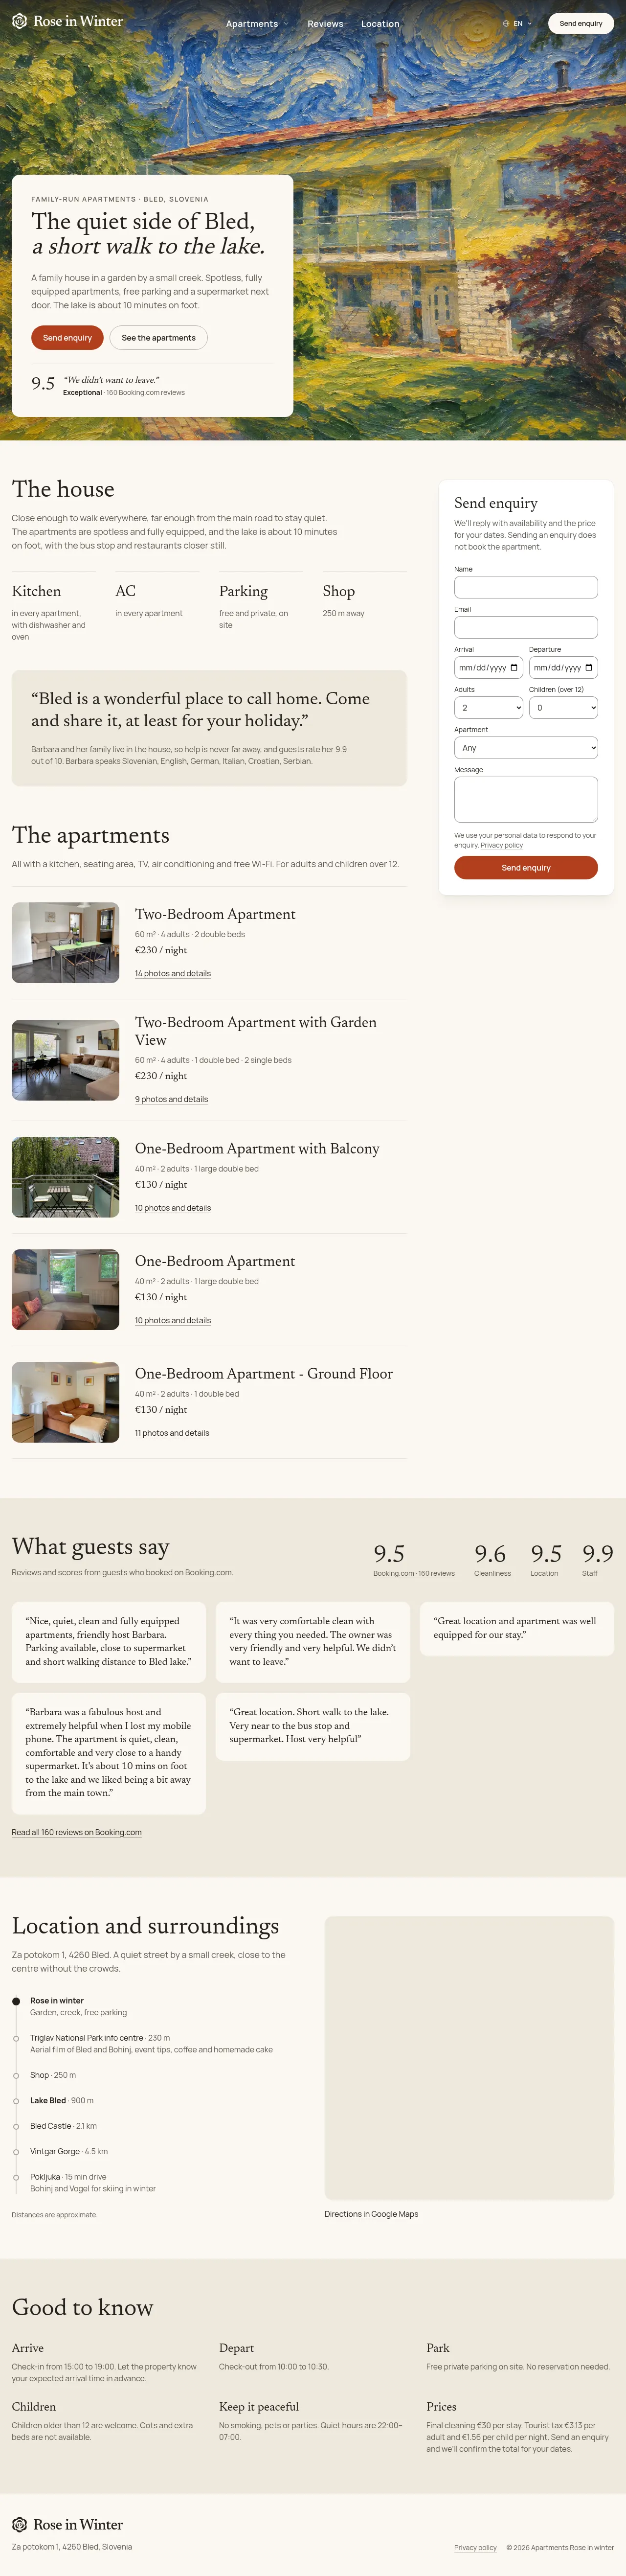 Rose in Winter
Apartments
Reviews
Location
EN
Send enquiry
FAMILY-RUN APARTMENTS · BLED, SLOVENIA
The quiet side of Bled,
a short walk to the lake.
A family house in a garden by a small creek. Spotless, fully
equipped apartments, free parking and a supermarket next
door. The lake is about 10 minutes on foot.
Send enquiry
See the apartments
9.5
“We didn’t want to leave.”
Exceptional · 160 Booking.com reviews
The house
Close enough to walk everywhere, far enough from the main road to stay quiet.
The apartments are spotless and fully equipped, and the lake is about 10 minutes
on foot, with the bus stop and restaurants closer still.
Kitchen
in every apartment,
with dishwasher and
oven
AC
in every apartment
Parking
free and private, on
site
Shop
250 m away
“Bled is a wonderful place to call home. Come
and share it, at least for your holiday.”
Barbara and her family live in the house, so help is never far away, and guests rate her 9.9
out of 10. Barbara speaks Slovenian, English, German, Italian, Croatian, Serbian.
Send enquiry
We’ll reply with availability and the price
for your dates. Sending an enquiry does
not book the apartment.
Name
Email
Arrival
Departure
mm/dd/yyyy
mm/dd/yyyy
Adults
Children (over 12)
2
0
Apartment
Any
Message
We use your personal data to respond to your
enquiry. Privacy policy
Send enquiry
The apartments
All with a kitchen, seating area, TV, air conditioning and free Wi-Fi. For adults and children over 12.
Two-Bedroom Apartment
60 m² · 4 adults · 2 double beds
€230 / night
14 photos and details
Two-Bedroom Apartment with Garden
View
60 m² · 4 adults · 1 double bed · 2 single beds
€230 / night
9 photos and details
One-Bedroom Apartment with Balcony
40 m² · 2 adults · 1 large double bed
€130 / night
10 photos and details
One-Bedroom Apartment
40 m² · 2 adults · 1 large double bed
€130 / night
10 photos and details
One-Bedroom Apartment - Ground Floor
40 m² · 2 adults · 1 double bed
€130 / night
11 photos and details
What guests say
Reviews and scores from guests who booked on Booking.com.
9.5
Booking.com · 160 reviews
9.6
Cleanliness
9.5
Location
9.9
Staff
“Nice, quiet, clean and fully equipped
apartments, friendly host Barbara.
Parking available, close to supermarket
and short walking distance to Bled lake.”
“It was very comfortable clean with
every thing you needed. The owner was
very friendly and very helpful. We didn’t
want to leave.”
“Great location and apartment was well
equipped for our stay.”
“Barbara was a fabulous host and
extremely helpful when I lost my mobile
phone. The apartment is quiet, clean,
comfortable and very close to a handy
supermarket. It’s about 10 mins on foot
to the lake and we liked being a bit away
from the main town.”
“Great location. Short walk to the lake.
Very near to the bus stop and
supermarket. Host very helpful”
Read all 160 reviews on Booking.com
Location and surroundings
Za potokom 1, 4260 Bled. A quiet street by a small creek, close to the
centre without the crowds.
Rose in winter
Garden, creek, free parking
Triglav National Park info centre · 230 m
Aerial film of Bled and Bohinj, event tips, coffee and homemade cake
Shop · 250 m
Lake Bled · 900 m
Bled Castle · 2.1 km
Vintgar Gorge · 4.5 km
Pokljuka · 15 min drive
Bohinj and Vogel for skiing in winter
Distances are approximate.
Directions in Google Maps
Good to know
Arrive
Check-in from 15:00 to 19:00. Let the property know
your expected arrival time in advance.
Depart
Check-out from 10:00 to 10:30.
Park
Free private parking on site. No reservation needed.
Children
Children older than 12 are welcome. Cots and extra
beds are not available.
Keep it peaceful
No smoking, pets or parties. Quiet hours are 22:00–
07:00.
Prices
Final cleaning €30 per stay. Tourist tax €3.13 per
adult and €1.56 per child per night. Send an enquiry
and we’ll confirm the total for your dates.
Rose in Winter
Za potokom 1, 4260 Bled, Slovenia
Privacy policy
© 2026 Apartments Rose in winter